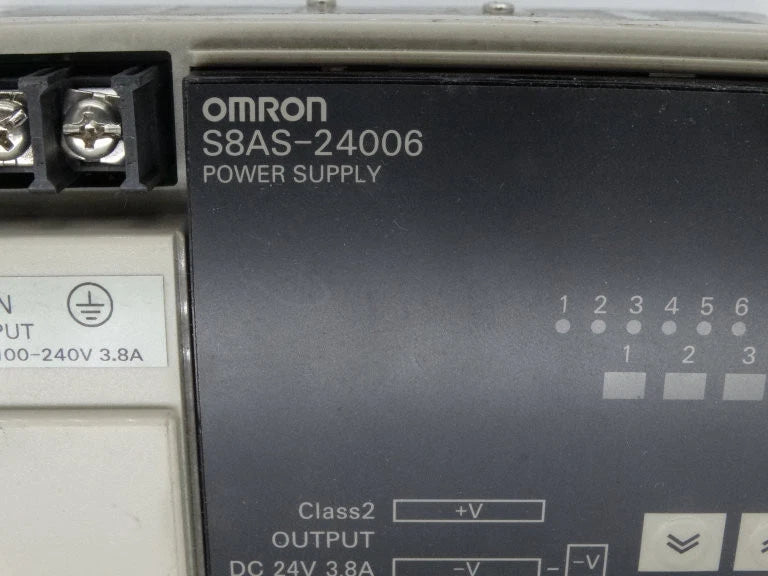 OMRON
S8AS-24006
POWER SUPPLY
N
PUT
100-240V 3.8A
1 2 3 4 5 6
1 2 3
Class2 +V
OUTPUT
DC 24V 3.8A -V -V